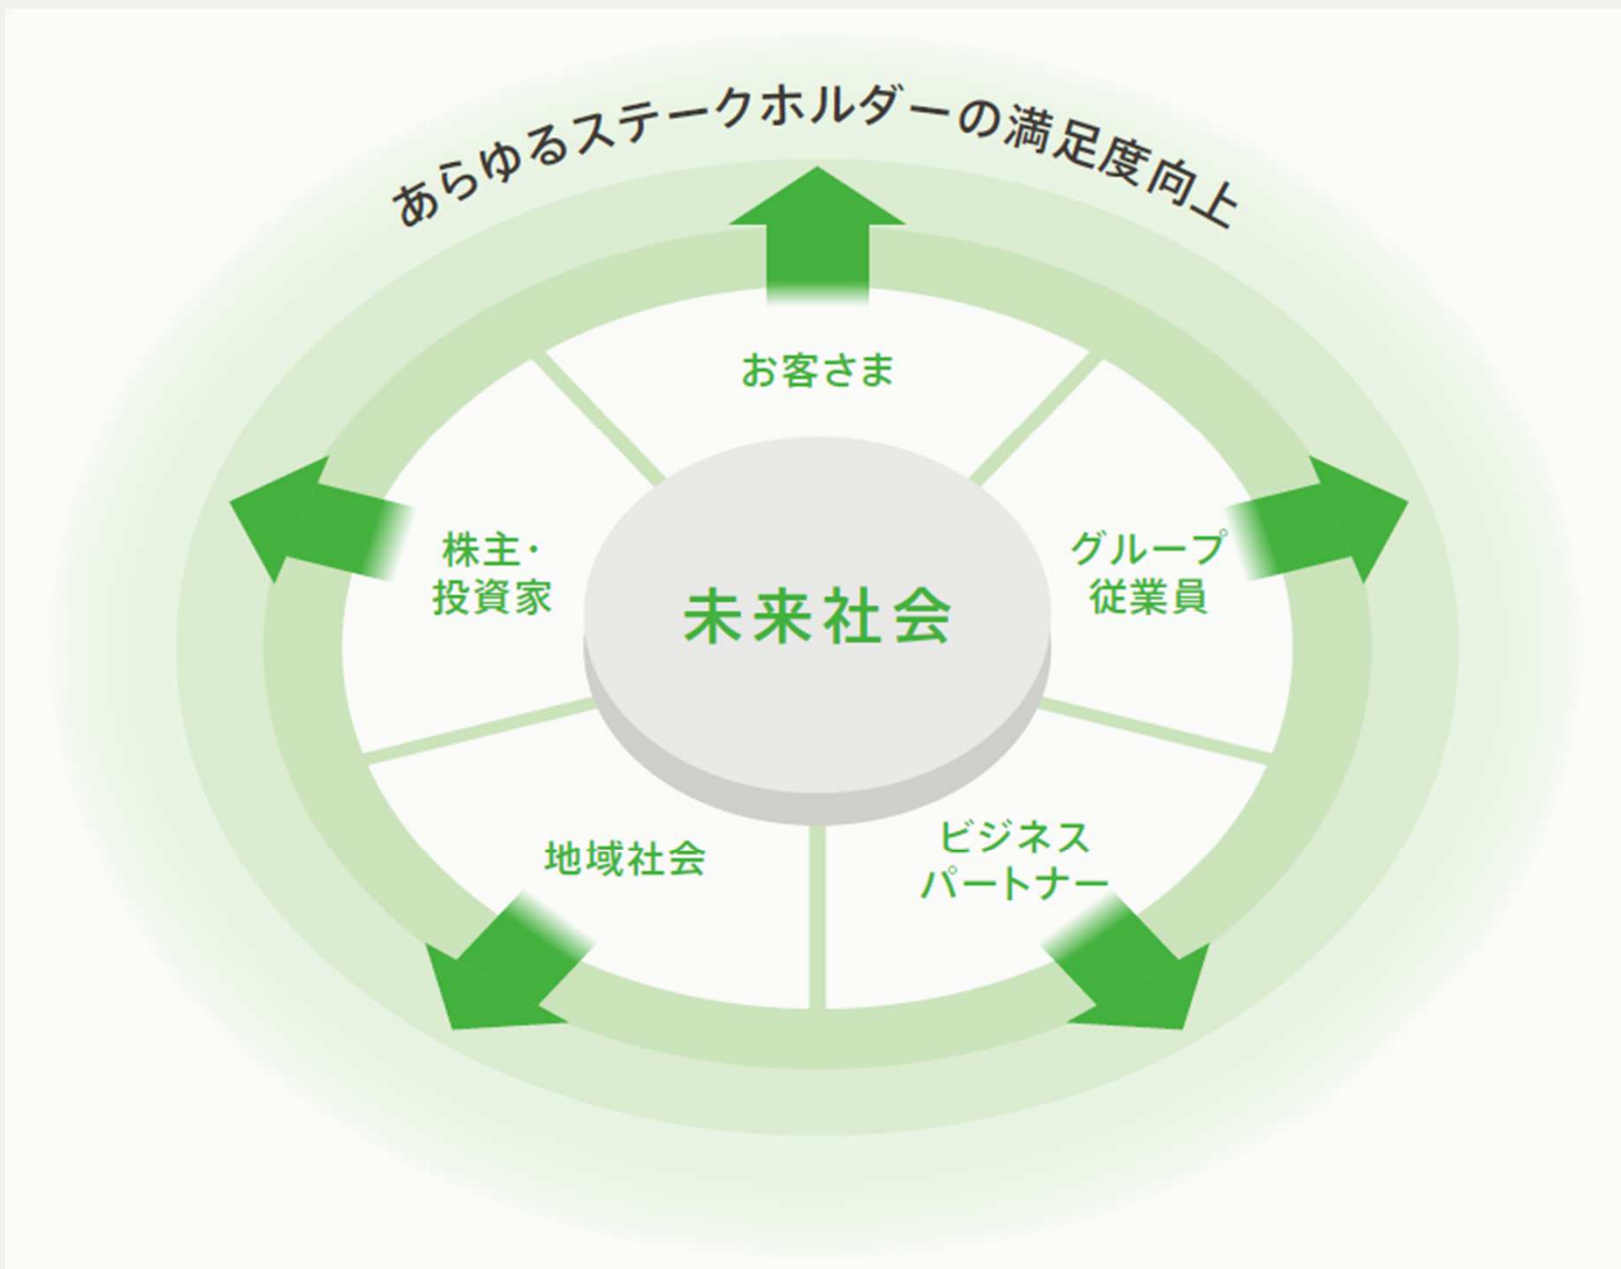 あらゆるステークホルダーの満足度向上
お客さま
株主・
投資家
グループ
従業員
未来社会
地域社会
ビジネス
パートナー